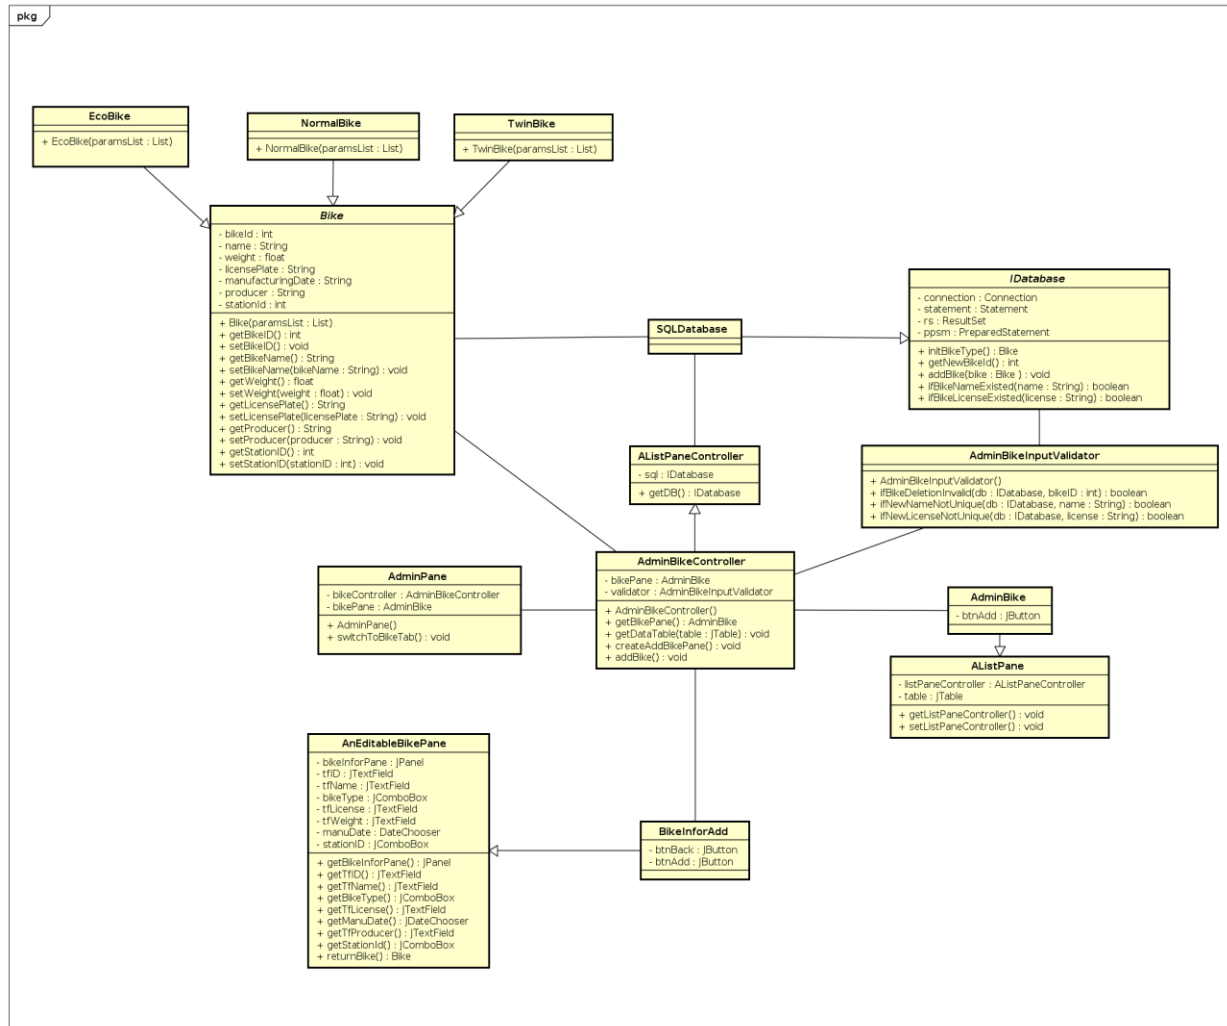 pkg
EcoBike
+ EcoBike(paramsList : List)
NormalBike
+ NormalBike(paramsList : List)
TwinBike
+ TwinBike(paramsList : List)
Bike
- bikeId : int
- name : String
- weight : float
- licensePlate : String
- manufacturingDate : String
- producer : String
- stationId : int
+ Bike(paramsList : List)
+ getBikeID() : int
+ setBikeID() : void
+ getBikeName() : String
+ setBikeName(bikeName : String) : void
+ getWeight() : float
+ setWeight(weight : float) : void
+ getLicensePlate() : String
+ setLicensePlate(licensePlate : String) : void
+ getProducer() : String
+ setProducer(producer : String) : void
+ getStationID() : int
+ setStationID(stationID : int) : void
SQLDatabase
IDatabase
- connection : Connection
- statement : Statement
- rs : ResultSet
- ppsm : PreparedStatement
+ initBikeType() : Bike
+ getNewBikeId() : int
+ addBike(bike : Bike ) : void
+ ifBikeNameExisted(name : String) : boolean
+ ifBikeLicenseExisted(license : String) : boolean
AListPaneController
- sql : IDatabase
+ getDB() : IDatabase
AdminBikeInputValidator
+ AdminBikeInputValidator()
+ ifBikeDeletionInvalid(db : IDatabase, bikeID : int) : boolean
+ ifNewNameNotUnique(db : IDatabase, name : String) : boolean
+ ifNewLicenseNotUnique(db : IDatabase, license : String) : boolean
AdminPane
- bikeController : AdminBikeController
- bikePane : AdminBike
+ AdminPane()
+ switchToBikeTab() : void
AdminBikeController
- bikePane : AdminBike
- validator : AdminBikeInputValidator
+ AdminBikeController()
+ getBikePane() : AdminBike
+ getDataTable(table : JTable) : void
+ createAddBikePane() : void
+ addBike() : void
AdminBike
- btnAdd : JButton
AListPane
- listPaneController : AListPaneController
- table : JTable
+ getListPaneController() : void
+ setListPaneController() : void
AnEditableBikePane
- bikeInforPane : JPanel
- tfID : JTextField
- tfName : JTextField
- bikeType : JComboBox
- tfLicense : JTextField
- tfWeight : JTextField
- manuDate : DateChooser
- stationID : JComboBox
+ getBikeInforPane() : JPanel
+ getTfID() : JTextField
+ getTfName() : JTextField
+ getBikeType() : JComboBox
+ getTfLicense() : JTextField
+ getManuDate() : JDateChooser
+ getTfProducer() : JTextField
+ getStationId() : JComboBox
+ returnBike() : Bike
BikeInforAdd
- btnBack : JButton
- btnAdd : JButton